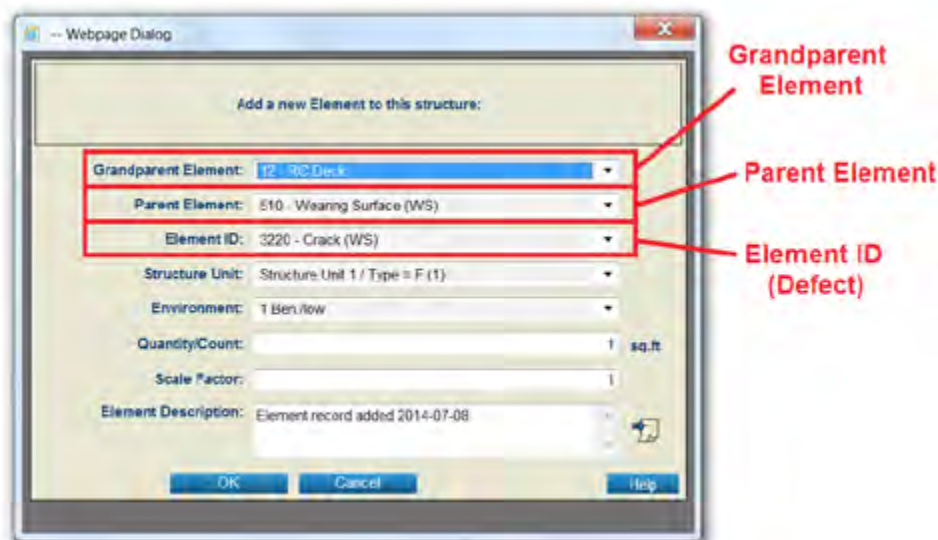 -- Webpage Dialog
Add a new Element to this structure:
Grandparent Element: 12 - RC Deck
Parent Element: 510 - Wearing Surface (WS)
Element ID: 3220 - Crack (WS)
Structure Unit: Structure Unit 1 / Type = F (1)
Environment: 1 Ben./low
Quantity/Count: 1 sq.ft
Scale Factor: 1
Element Description: Element record added 2014-07-08
OK Cancel Help
Grandparent
Element
Parent Element
Element ID
(Defect)